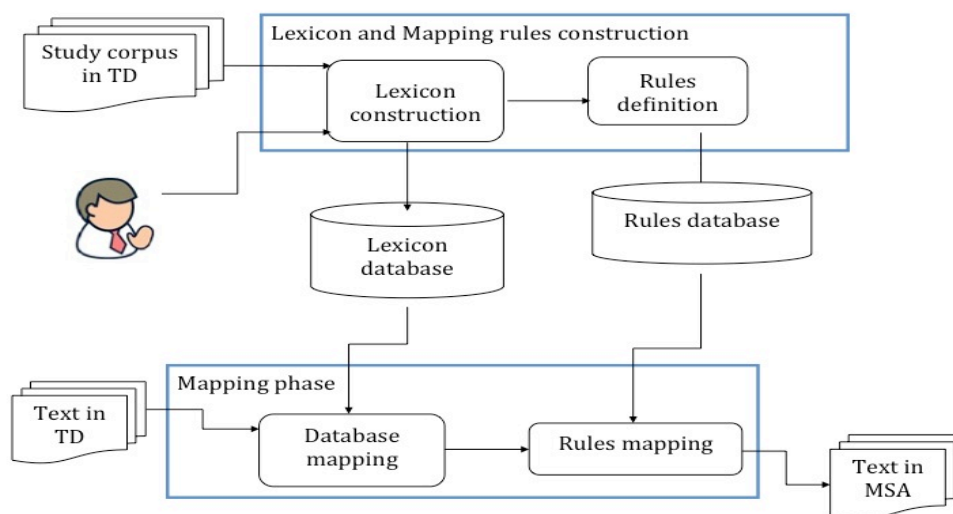 Lexicon and Mapping rules construction
Study corpus
in TD
Lexicon
construction
Rules
definition
Lexicon
database
Rules database
Mapping phase
Text in
TD
Database
mapping
Rules mapping
Text in
MSA